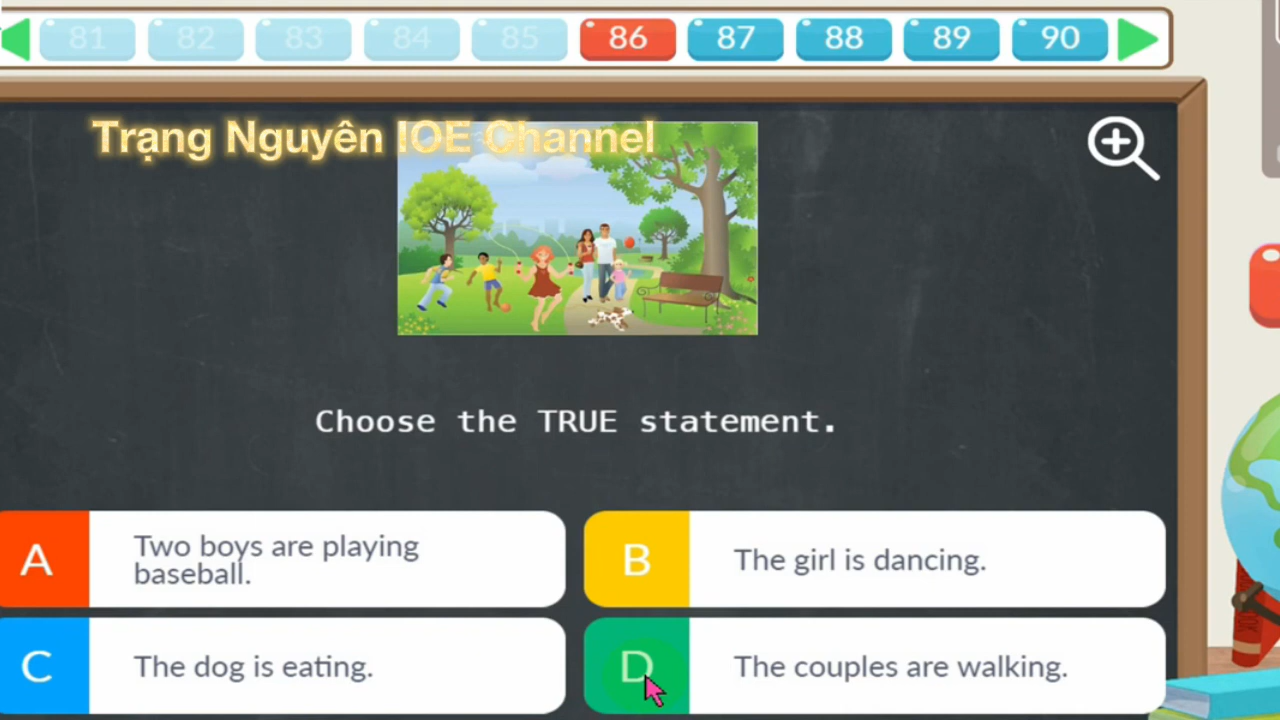 81 82 83 84 85 86 87 88 89 90
Trạng Nguyên IOE Channel
Choose the TRUE statement.
A Two boys are playing
baseball.
B The girl is dancing.
C The dog is eating.
D The couples are walking.